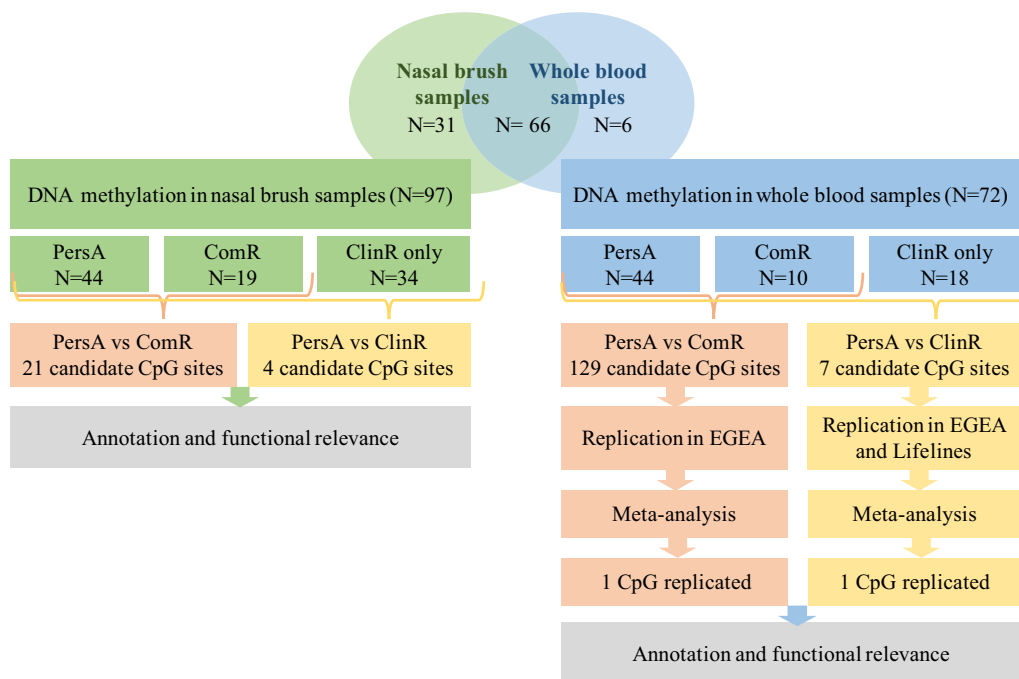 Nasal brush
samples
Whole blood
samples
N=31
N= 66
N=6
DNA methylation in nasal brush samples (N=97)
PersA
N=44
ComR
N=19
ClinR only
N=34
PersA vs ComR
21 candidate CpG sites
PersA vs ClinR
4 candidate CpG sites
Annotation and functional relevance
DNA methylation in whole blood samples (N=72)
PersA
N=44
ComR
N=10
ClinR only
N=18
PersA vs ComR
129 candidate CpG sites
PersA vs ClinR
7 candidate CpG sites
Replication in EGEA
Replication in EGEA
and Lifelines
Meta-analysis
Meta-analysis
1 CpG replicated
1 CpG replicated
Annotation and functional relevance